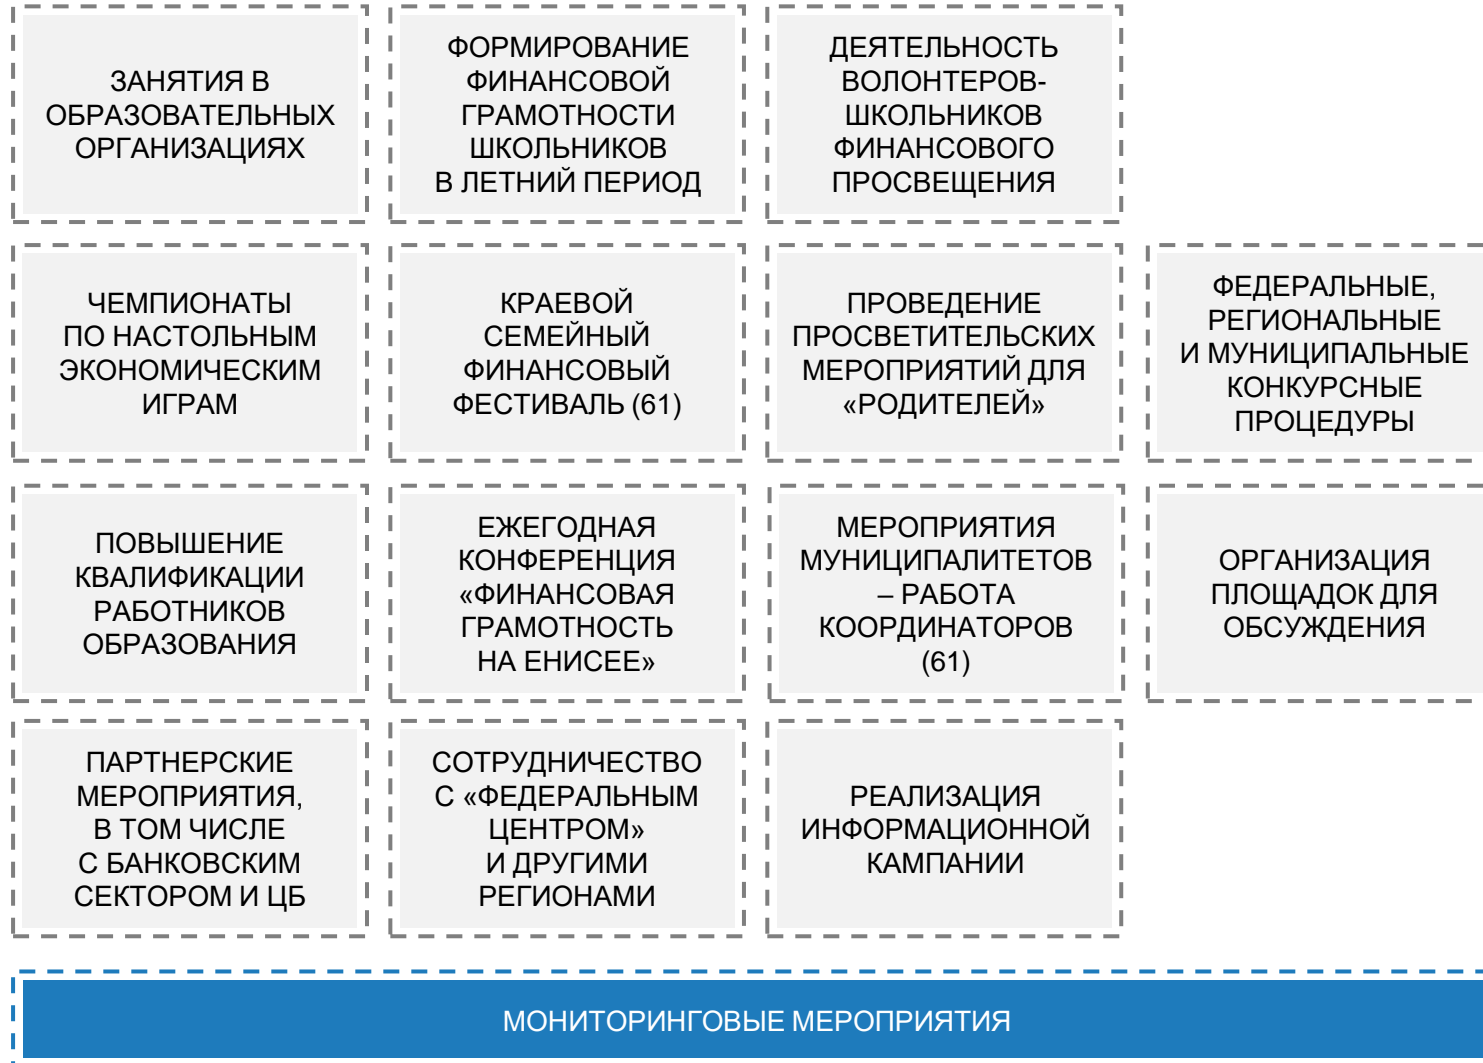 ЗАНЯТИЯ В
ОБРАЗОВАТЕЛЬНЫХ
ОРГАНИЗАЦИЯХ
ФОРМИРОВАНИЕ
ФИНАНСОВОЙ
ГРАМОТНОСТИ
ШКОЛЬНИКОВ
В ЛЕТНИЙ ПЕРИОД
ДЕЯТЕЛЬНОСТЬ
ВОЛОНТЕРОВ-
ШКОЛЬНИКОВ
ФИНАНСОВОГО
ПРОСВЕЩЕНИЯ
ЧЕМПИОНАТЫ
ПО НАСТОЛЬНЫМ
ЭКОНОМИЧЕСКИМ
ИГРАМ
КРАЕВОЙ
СЕМЕЙНЫЙ
ФИНАНСОВЫЙ
ФЕСТИВАЛЬ (61)
ПРОВЕДЕНИЕ
ПРОСВЕТИТЕЛЬСКИХ
МЕРОПРИЯТИЙ ДЛЯ
«РОДИТЕЛЕЙ»
ФЕДЕРАЛЬНЫЕ,
РЕГИОНАЛЬНЫЕ
И МУНИЦИПАЛЬНЫЕ
КОНКУРСНЫЕ
ПРОЦЕДУРЫ
ПОВЫШЕНИЕ
КВАЛИФИКАЦИИ
РАБОТНИКОВ
ОБРАЗОВАНИЯ
ЕЖЕГОДНАЯ
КОНФЕРЕНЦИЯ
«ФИНАНСОВАЯ
ГРАМОТНОСТЬ
НА ЕНИСЕЕ»
МЕРОПРИЯТИЯ
МУНИЦИПАЛИТЕТОВ
– РАБОТА
КООРДИНАТОРОВ
(61)
ОРГАНИЗАЦИЯ
ПЛОЩАДОК ДЛЯ
ОБСУЖДЕНИЯ
ПАРТНЕРСКИЕ
МЕРОПРИЯТИЯ,
В ТОМ ЧИСЛЕ
С БАНКОВСКИМ
СЕКТОРОМ И ЦБ
СОТРУДНИЧЕСТВО
С «ФЕДЕРАЛЬНЫМ
ЦЕНТРОМ»
И ДРУГИМИ
РЕГИОНАМИ
РЕАЛИЗАЦИЯ
ИНФОРМАЦИОННОЙ
КАМПАНИИ
МОНИТОРИНГОВЫЕ МЕРОПРИЯТИЯ